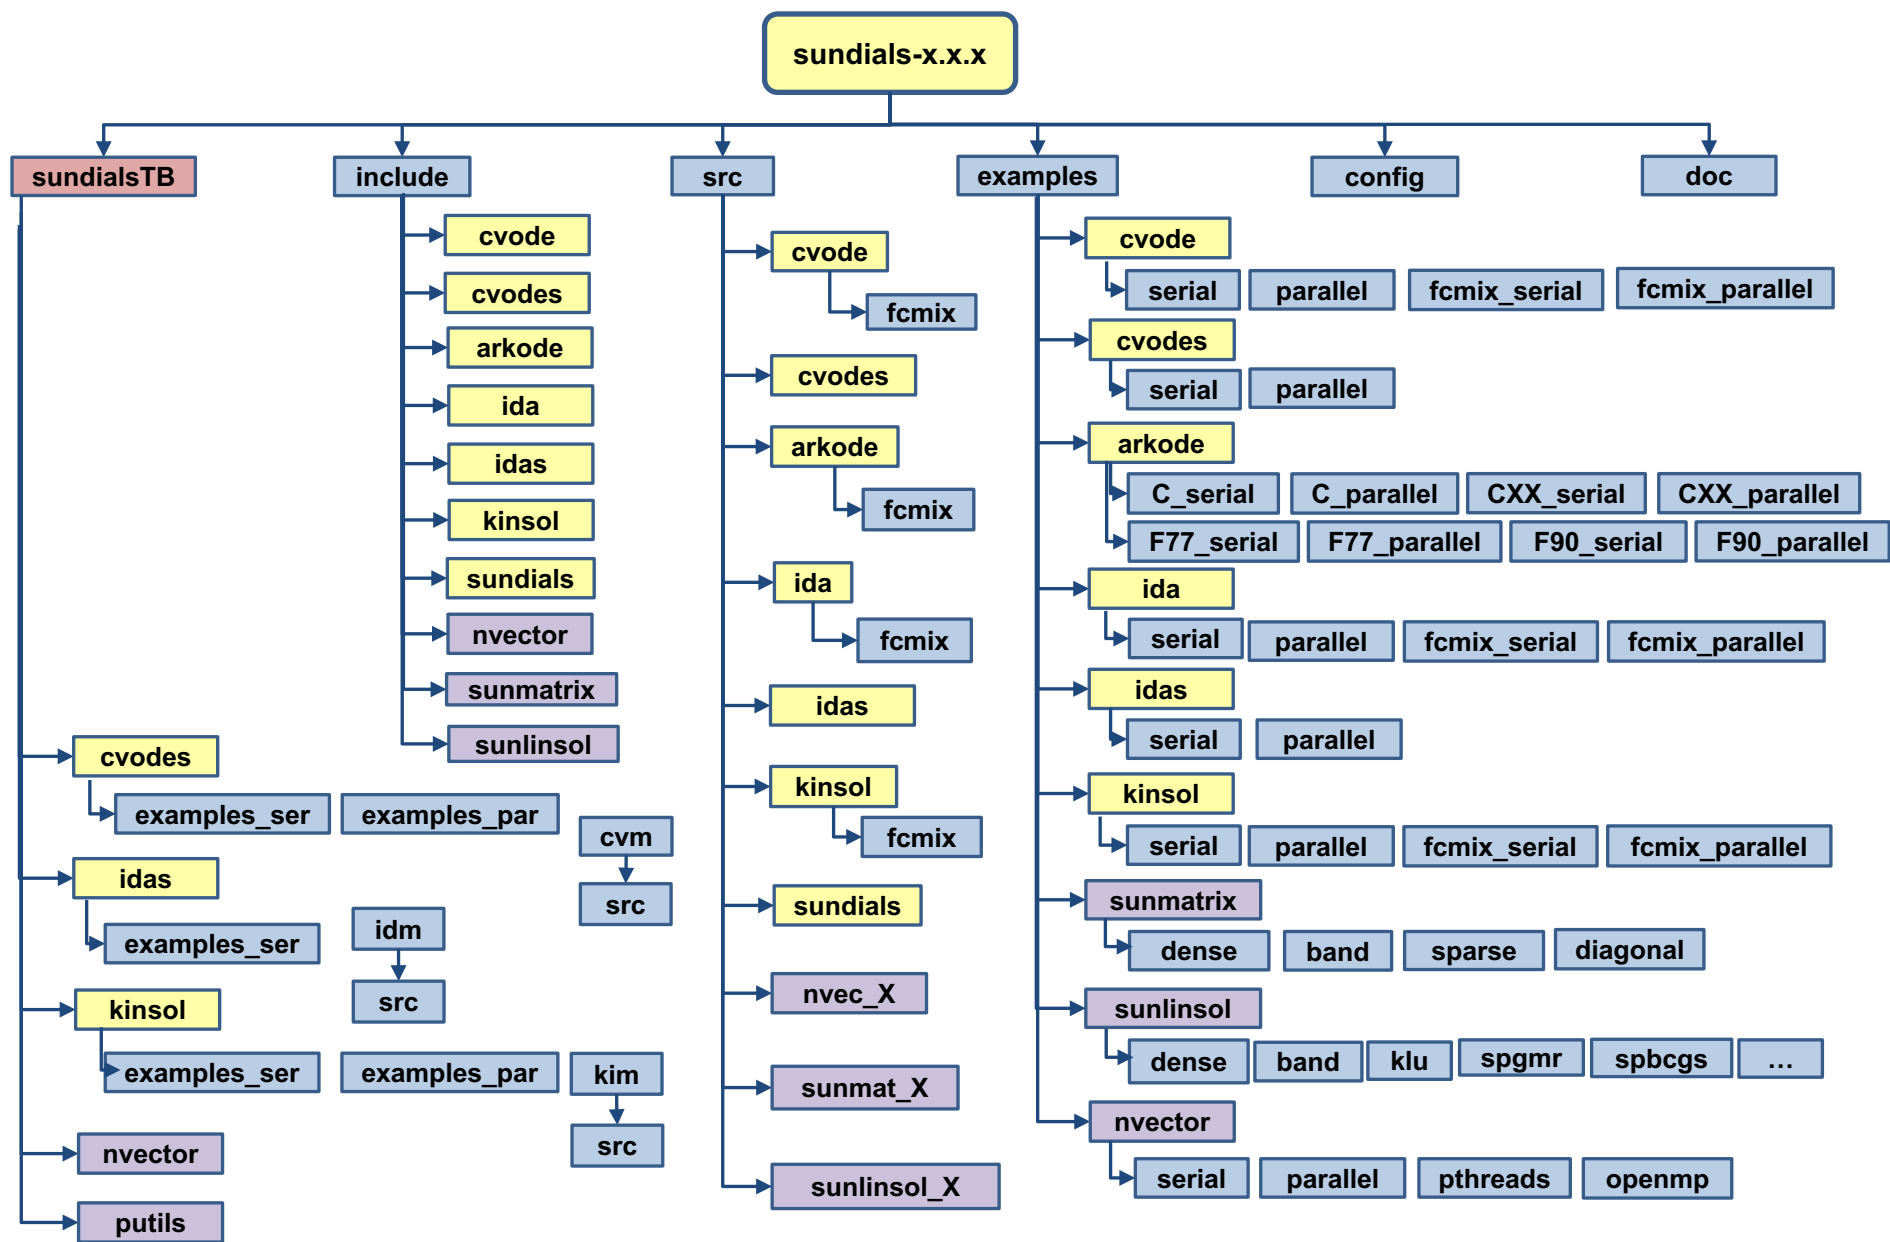 sundials-x.x.x
sundialsTB
include
src
examples
config
doc
cvodes
examples_ser
examples_par
cvm
src
idas
examples_ser
idm
src
kinsol
examples_ser
examples_par
kim
src
nvector
putils
cvode
cvodes
arkode
ida
idas
kinsol
sundials
nvector
sunmatrix
sunlinsol
cvode
fcmix
cvodes
arkode
fcmix
ida
fcmix
idas
kinsol
fcmix
sundials
nvec_X
sunmat_X
sunlinsol_X
cvode
serial parallel fcmix_serial fcmix_parallel
cvodes
serial parallel
arkode
C_serial C_parallel CXX_serial CXX_parallel
F77_serial F77_parallel F90_serial F90_parallel
ida
serial parallel fcmix_serial fcmix_parallel
idas
serial parallel
kinsol
serial parallel fcmix_serial fcmix_parallel
sunmatrix
dense band sparse diagonal
sunlinsol
dense band klu spgmr spbcgs …
nvector
serial parallel pthreads openmp